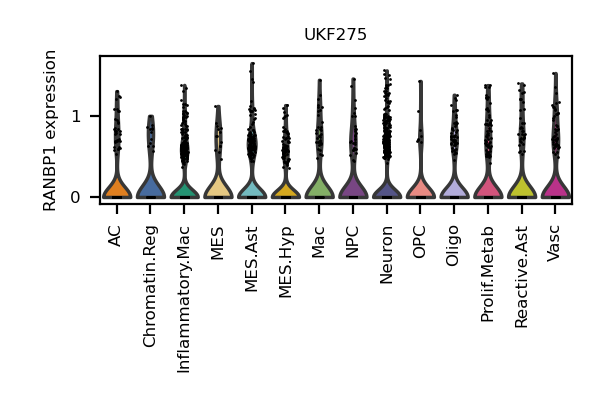 UKF275
RANBP1 expression
1
0
AC
Chromatin.Reg
Inflammatory.Mac
MES
MES.Ast
MES.Hyp
Mac
NPC
Neuron
OPC
Oligo
Prolif.Metab
Reactive.Ast
Vasc